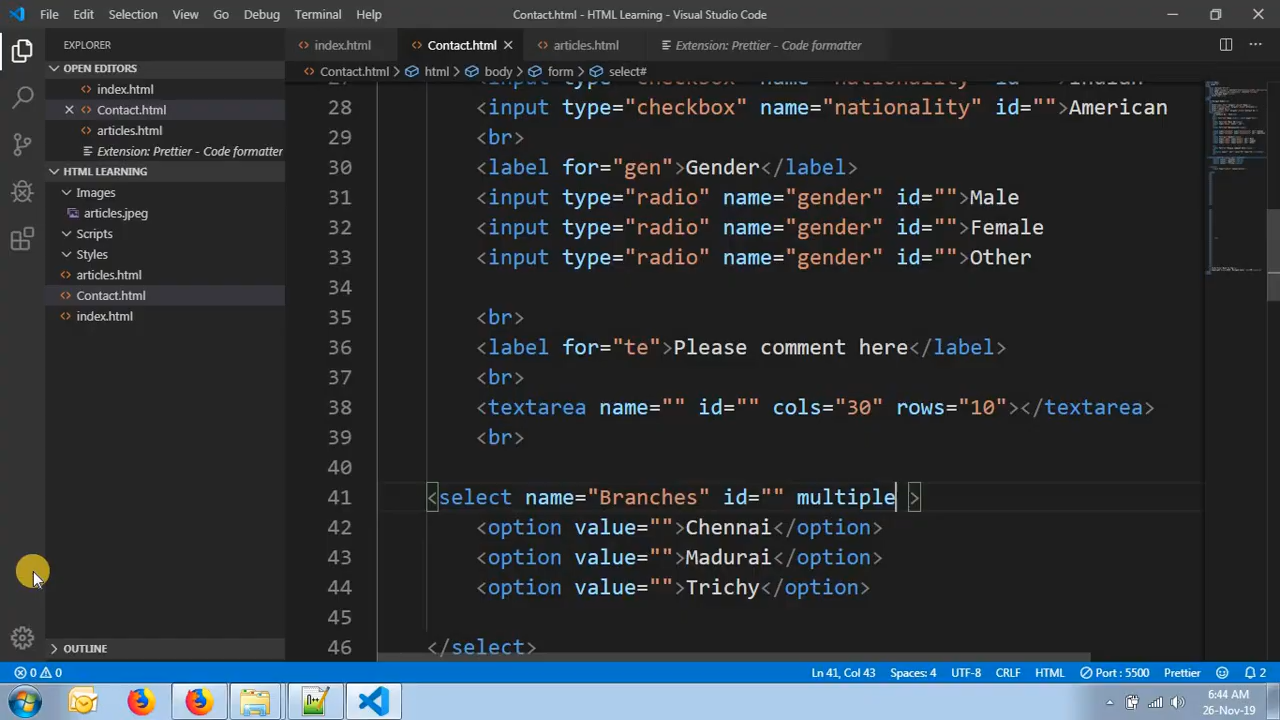 File Edit Selection View Go Debug Terminal Help Contact.html - HTML Learning - Visual Studio Code
EXPLORER
OPEN EDITORS
index.html
Contact.html
articles.html
Extension: Prettier - Code formatter
HTML LEARNING
Images
articles.jpeg
Scripts
Styles
articles.html
Contact.html
index.html
OUTLINE
index.html Contact.html articles.html Extension: Prettier - Code formatter
Contact.html html body form select#
27 <input type="checkbox" name="nationality" id="">Indian
28 <input type="checkbox" name="nationality" id="">American
29 <br>
30 <label for="gen">Gender</label>
31 <input type="radio" name="gender" id="">Male
32 <input type="radio" name="gender" id="">Female
33 <input type="radio" name="gender" id="">Other
34
35 <br>
36 <label for="te">Please comment here</label>
37 <br>
38 <textarea name="" id="" cols="30" rows="10"></textarea>
39 <br>
40
41 <select name="Branches" id="" multiple >
42 <option value="">Chennai</option>
43 <option value="">Madurai</option>
44 <option value="">Trichy</option>
45
46 </select>
0 0 Ln 41, Col 43 Spaces: 4 UTF-8 CRLF HTML Port : 5500 Prettier 2
6:44 AM
26-Nov-19